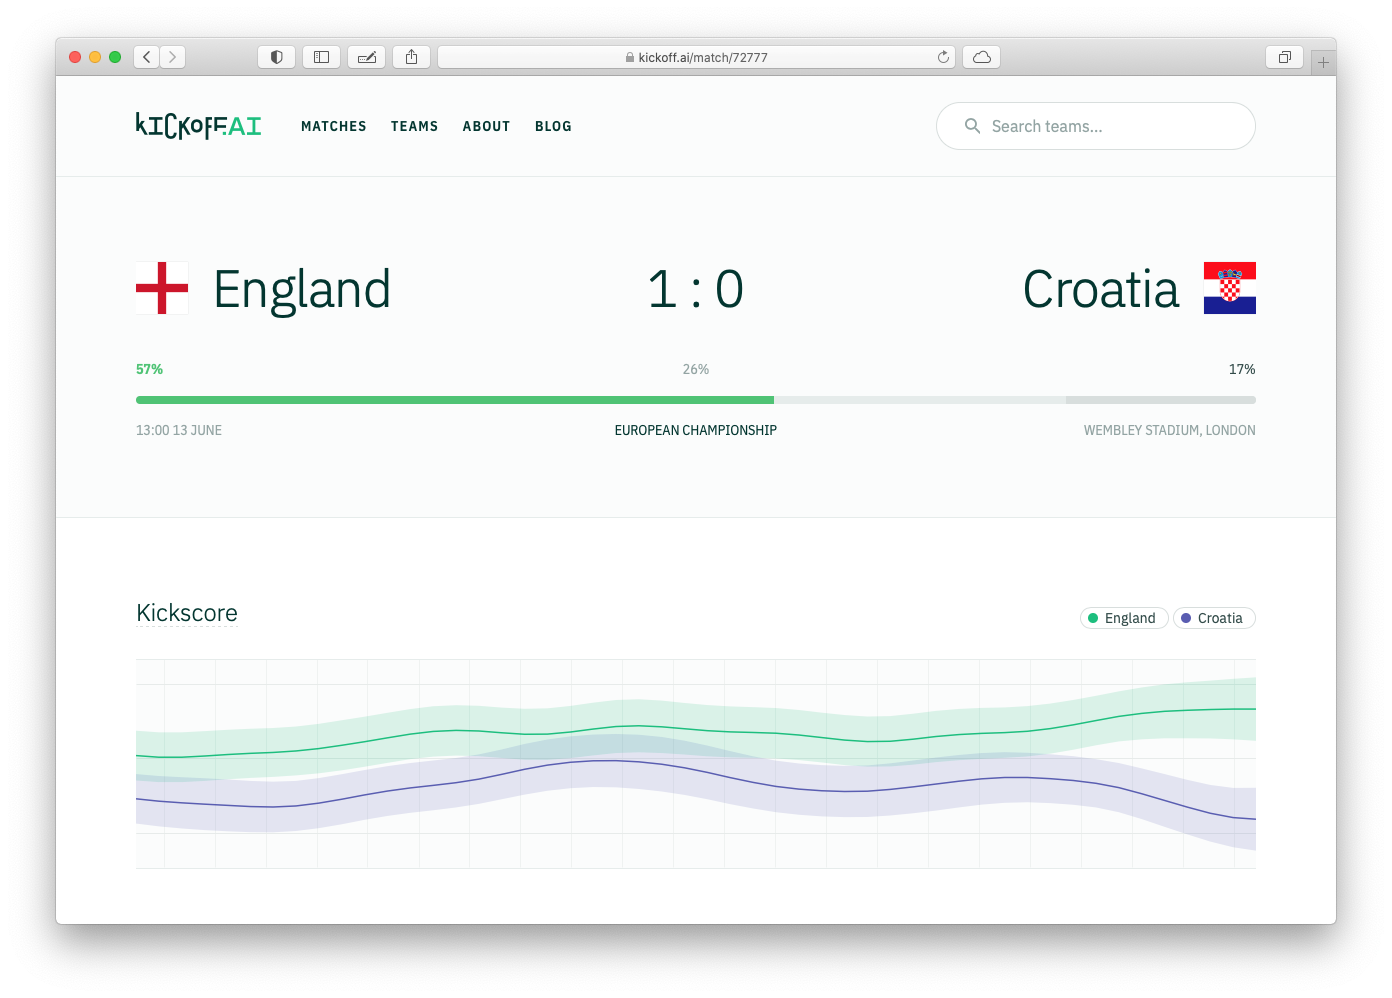 kickoff.ai/match/72777
KICKOFF.AI MATCHES TEAMS ABOUT BLOG Search teams...
England 1 : 0 Croatia
57% 26% 17%
13:00 13 JUNE EUROPEAN CHAMPIONSHIP WEMBLEY STADIUM, LONDON
Kickscore England Croatia